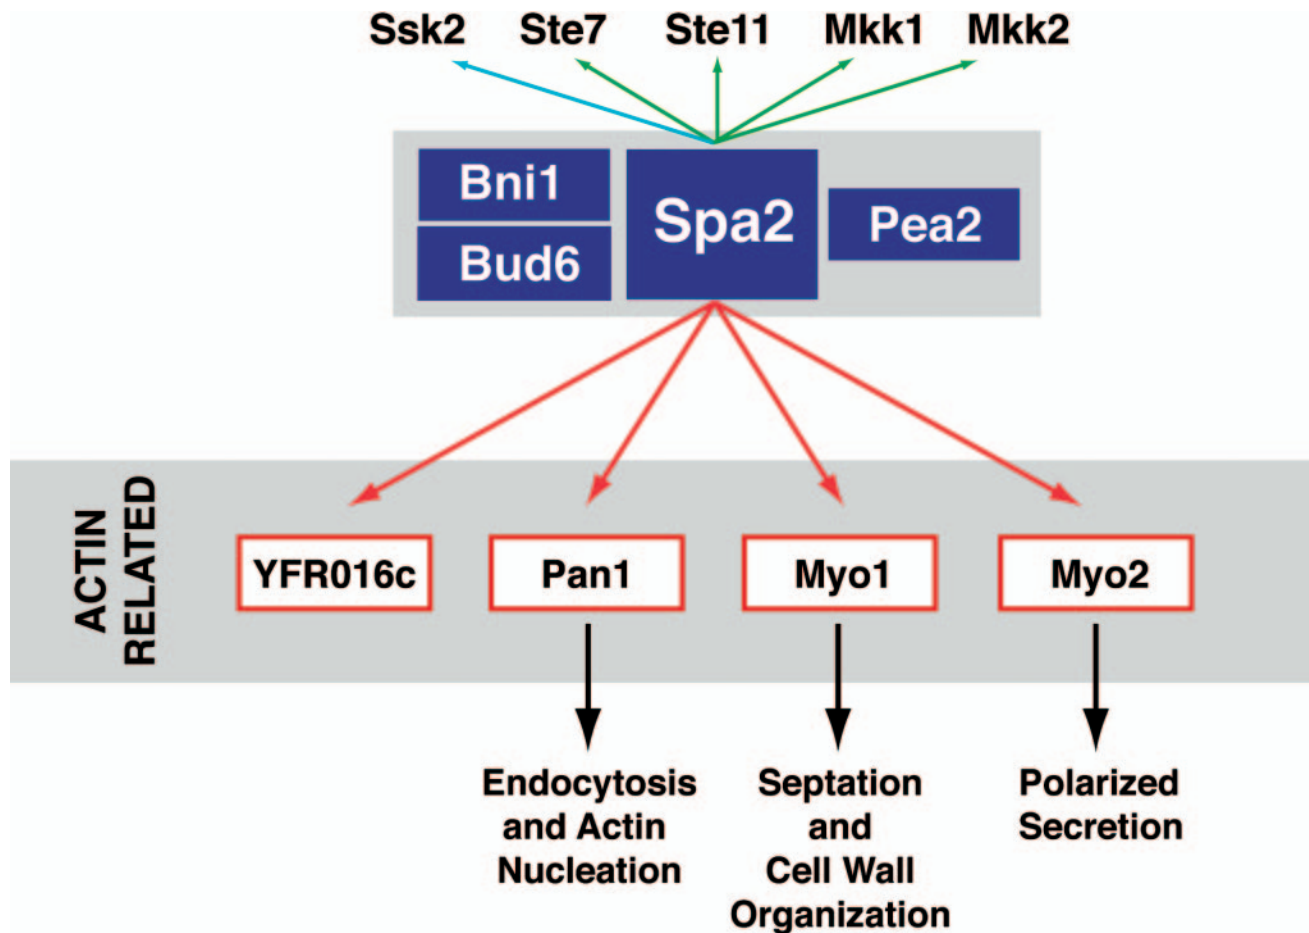 Ssk2 Ste7 Ste11 Mkk1 Mkk2
Bni1
Bud6
Spa2
Pea2
ACTIN
RELATED
YFR016c
Pan1
Myo1
Myo2
Endocytosis
and Actin
Nucleation
Septation
and
Cell Wall
Organization
Polarized
Secretion